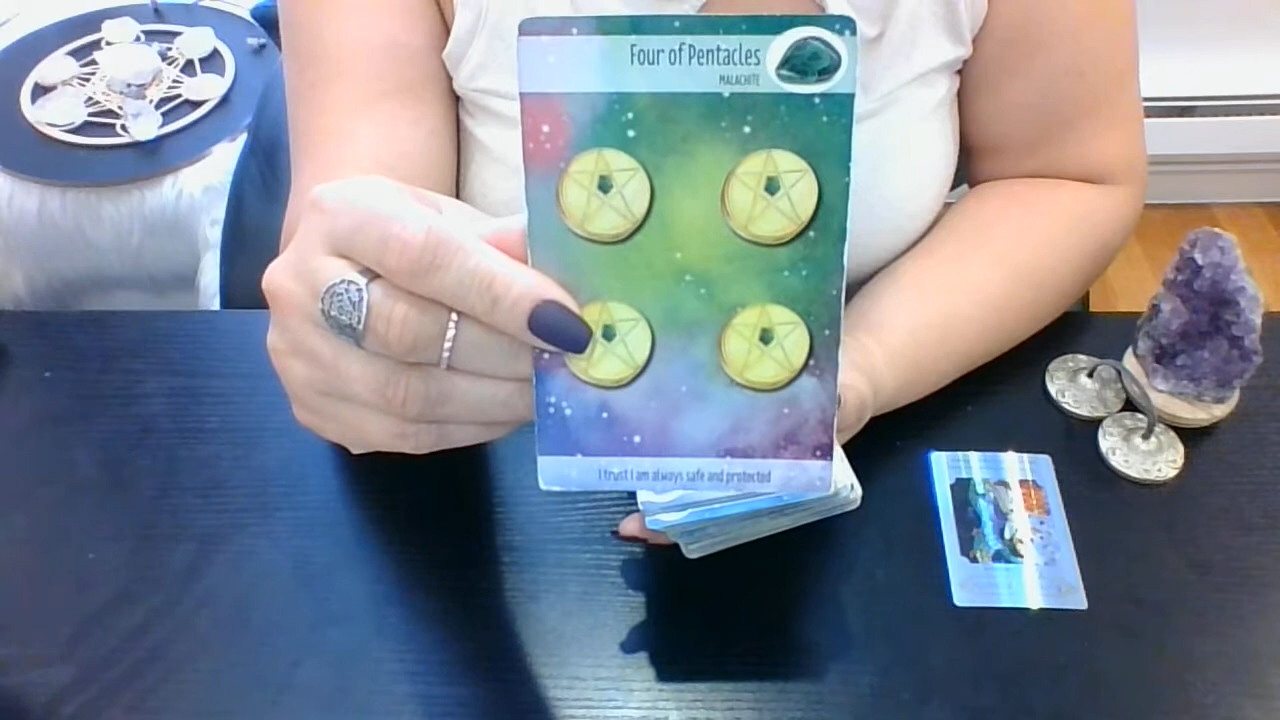 Four of Pentacles
MALACHITE
I trust I am always safe and protected